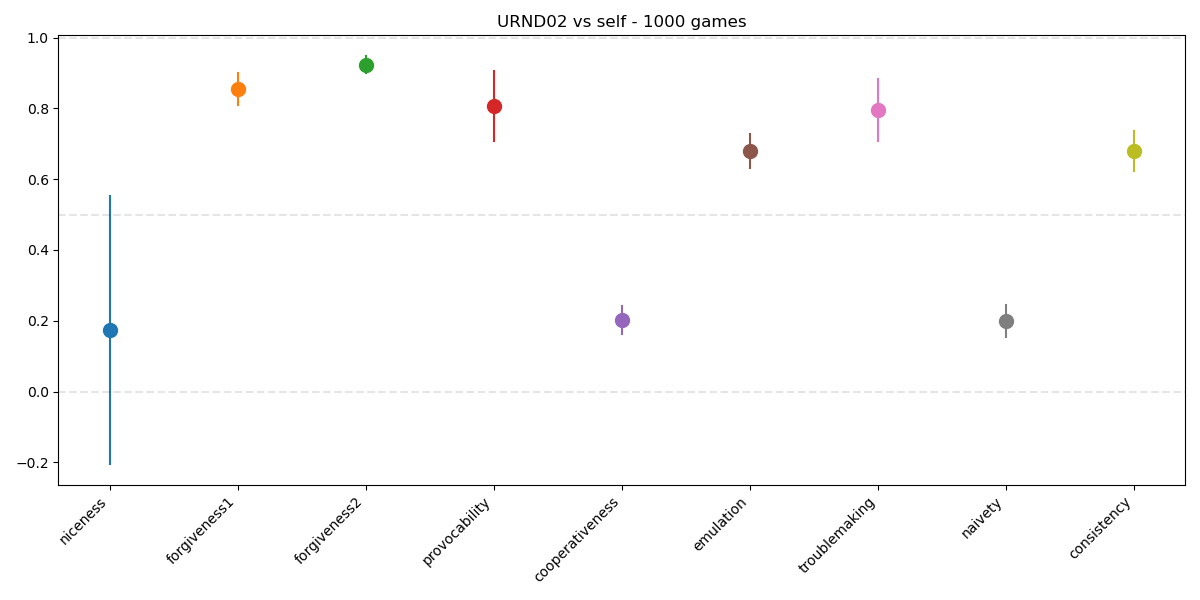 URND02 vs self - 1000 games
1.0
0.8
0.6
0.4
0.2
0.0
−0.2
niceness
forgiveness1
forgiveness2
provocability
cooperativeness
emulation
troublemaking
naivety
consistency